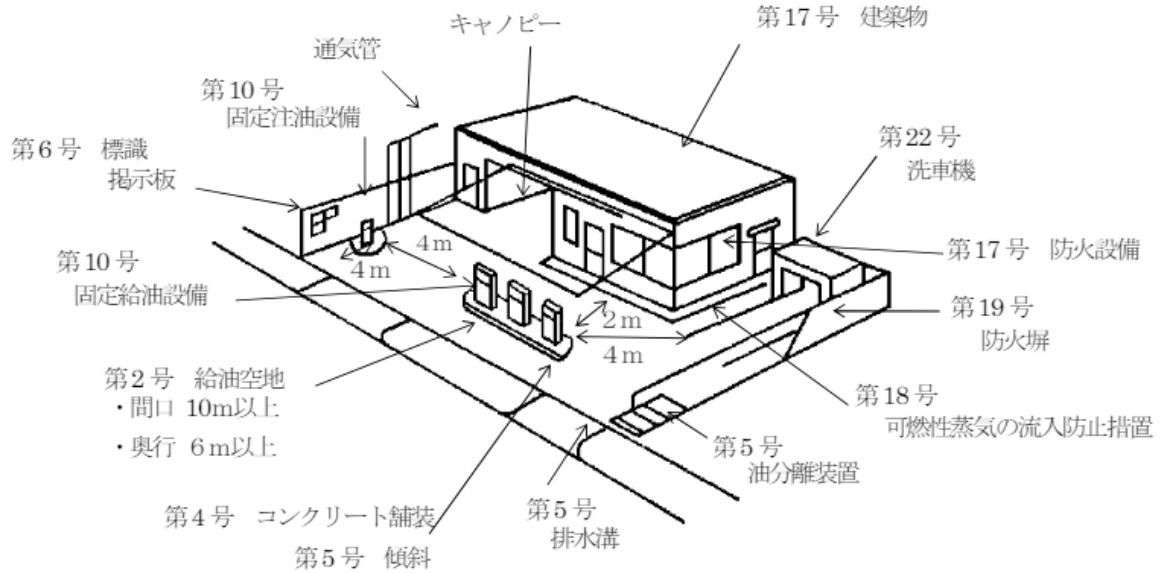 キャノピー
第17号 建築物
通気管
第10号
固定注油設備
第6号 標識
掲示板
第22号
洗車機
4m
4m
第17号 防火設備
第10号
固定給油設備
2m
4m
第19号
防火塀
第2号 給油空地
・間口 10m以上
・奥行 6m以上
第18号
可燃性蒸気の流入防止措置
第5号
油分離装置
第4号 コンクリート舗装
第5号 傾斜
第5号
排水溝